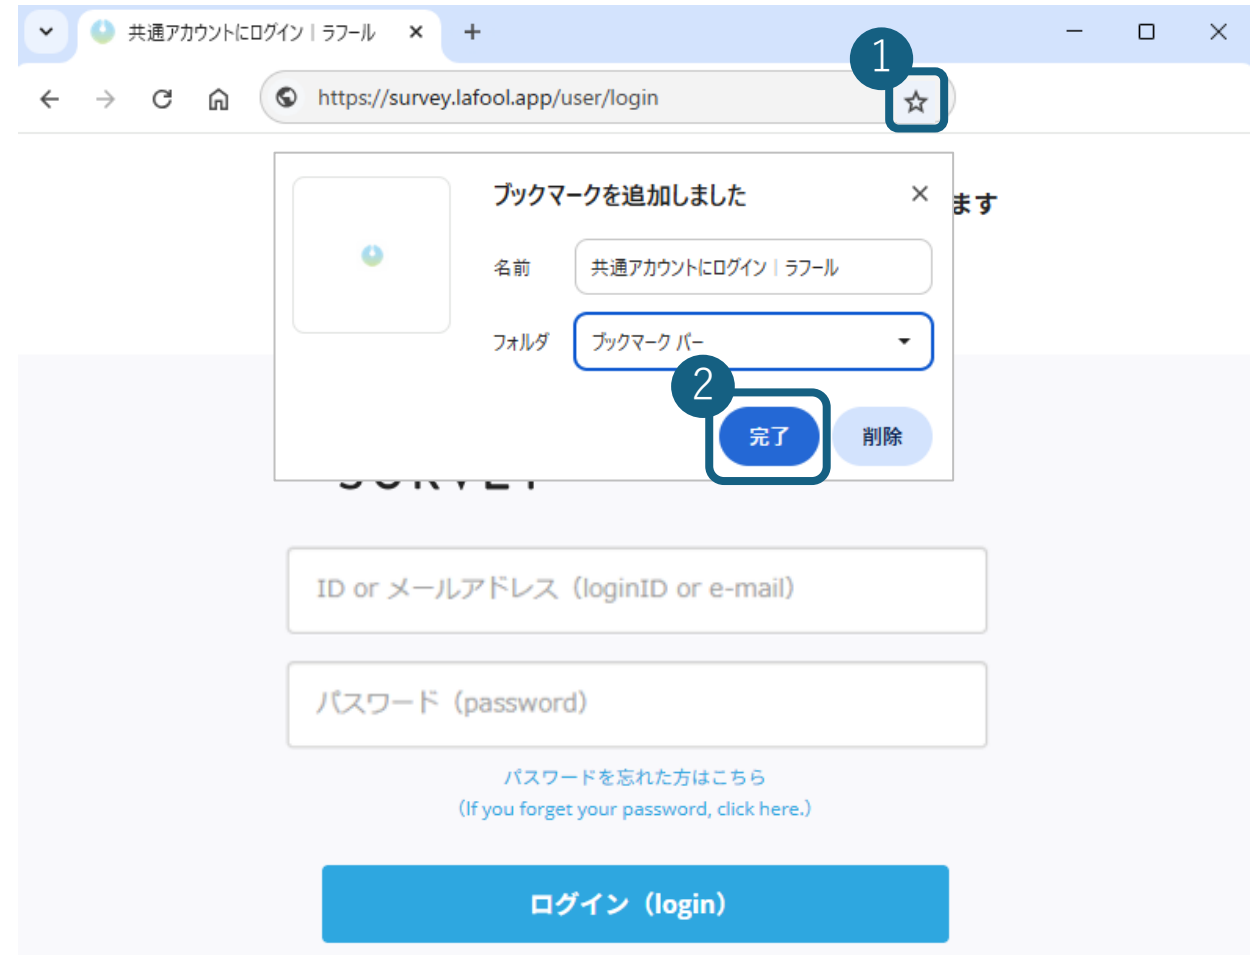 共通アカウントにログイン｜ラフール
1
https://survey.lafool.app/user/login
ブックマークを追加しました
ます
名前
共通アカウントにログイン｜ラフール
フォルダ
ブックマーク バー
2
完了
削除
SURVEY
ID or メールアドレス（loginID or e-mail）
パスワード（password）
パスワードを忘れた方はこちら
（If you forget your password, click here.）
ログイン（login）